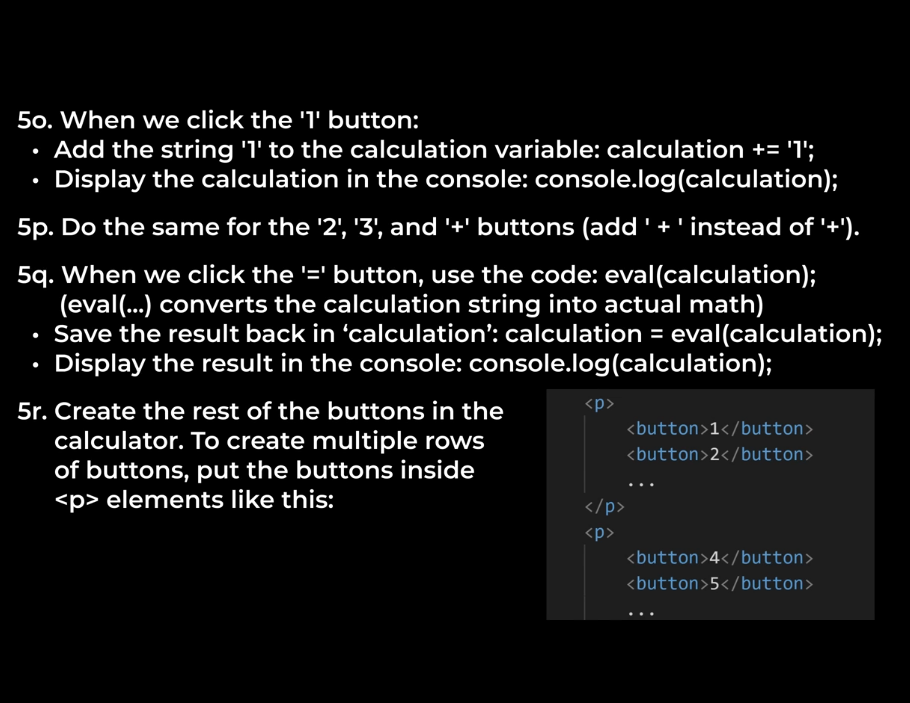 5o. When we click the '1' button:
• Add the string '1' to the calculation variable: calculation += '1';
• Display the calculation in the console: console.log(calculation);
5p. Do the same for the '2', '3', and '+' buttons (add ' + ' instead of '+').
5q. When we click the '=' button, use the code: eval(calculation);
(eval(...) converts the calculation string into actual math)
• Save the result back in ‘calculation’: calculation = eval(calculation);
• Display the result in the console: console.log(calculation);
5r. Create the rest of the buttons in the
calculator. To create multiple rows
of buttons, put the buttons inside
<p> elements like this:
<p>
<button>1</button>
<button>2</button>
...
</p>
<p>
<button>4</button>
<button>5</button>
...